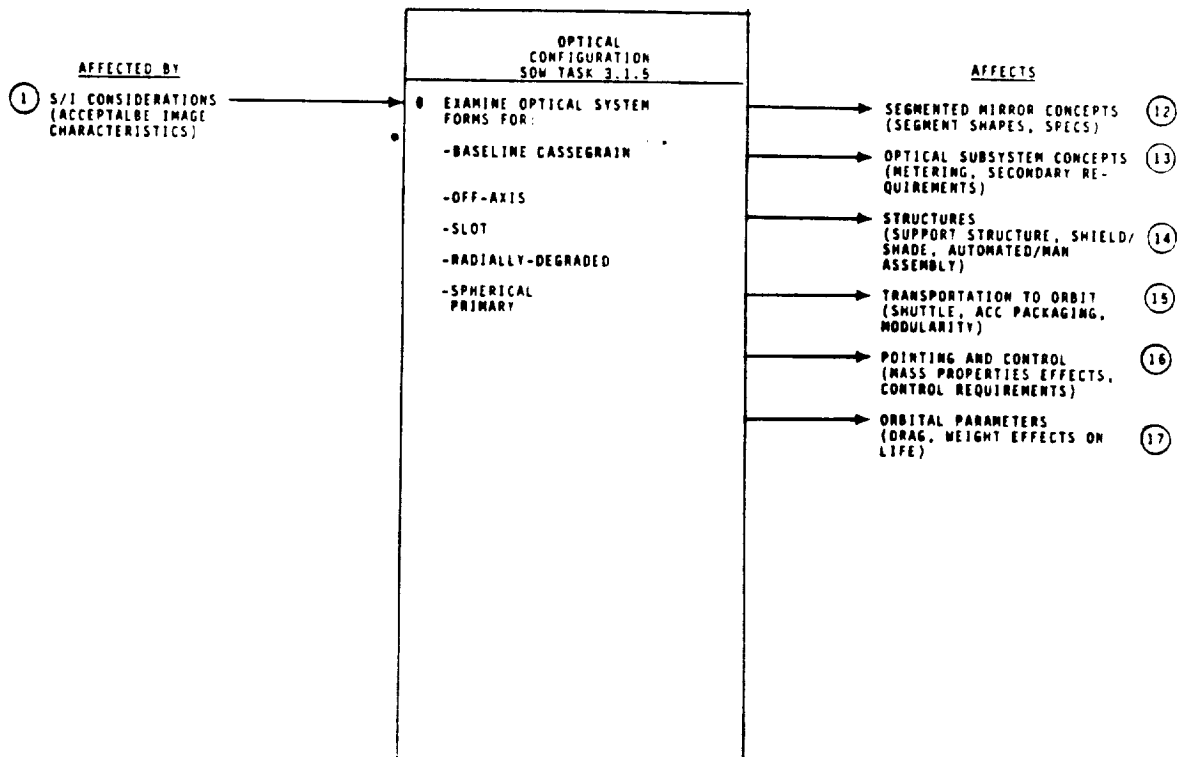 AFFECTED BY
1 S/I CONSIDERATIONS
(ACCEPTALBE IMAGE
CHARACTERISTICS)
OPTICAL
CONFIGURATION
SOW TASK 3.1.5
EXAMINE OPTICAL SYSTEM
FORMS FOR:
-BASELINE CASSEGRAIN
-OFF-AXIS
-SLOT
-RADIALLY-DEGRADED
-SPHERICAL
PRIMARY
AFFECTS
SEGMENTED MIRROR CONCEPTS 12
(SEGMENT SHAPES, SPECS)
OPTICAL SUBSYSTEM CONCEPTS 13
(METERING, SECONDARY RE-
QUIREMENTS)
STRUCTURES
(SUPPORT STRUCTURE, SHIELD/ 14
SHADE, AUTOMATED/MAN
ASSEMBLY)
TRANSPORTATION TO ORBIT 15
(SHUTTLE, ACC PACKAGING,
MODULARITY)
POINTING AND CONTROL 16
(MASS PROPERTIES EFFECTS,
CONTROL REQUIREMENTS)
ORBITAL PARAMETERS
(DRAG, WEIGHT EFFECTS ON 17
LIFE)